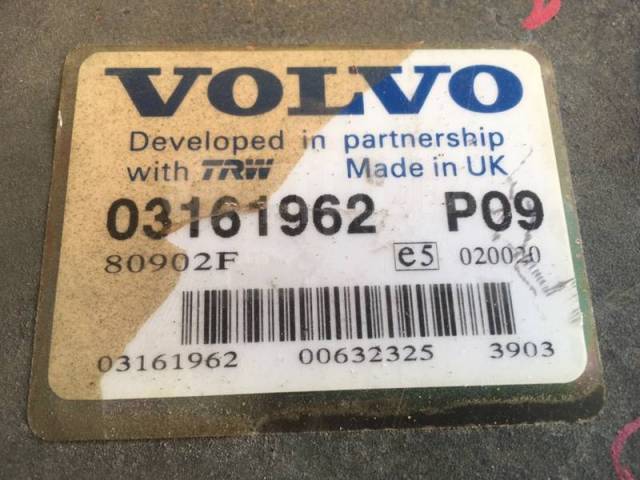 VOLVO
Developed in partnership
with TRW Made in UK
03161962 P09
80902F e5 020020
03161962 00632325 3903